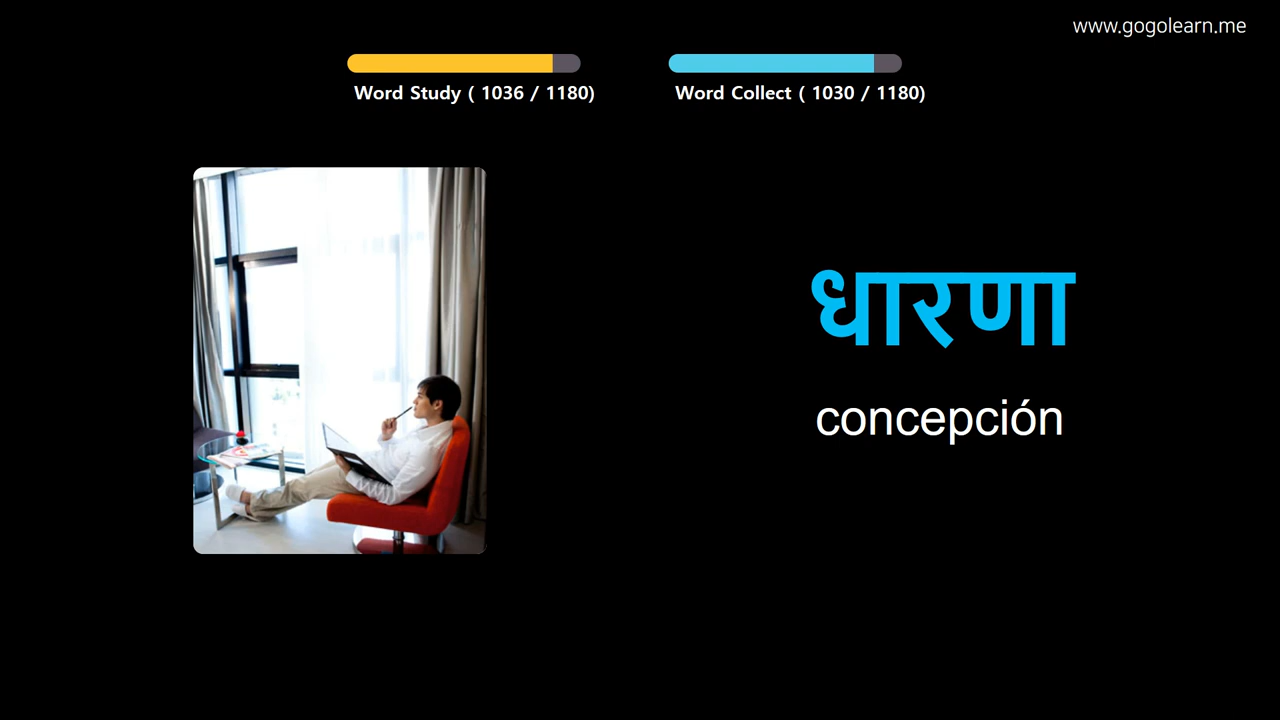 www.gogolearn.me
Word Study ( 1036 / 1180)
Word Collect ( 1030 / 1180)
धारणा
concepción